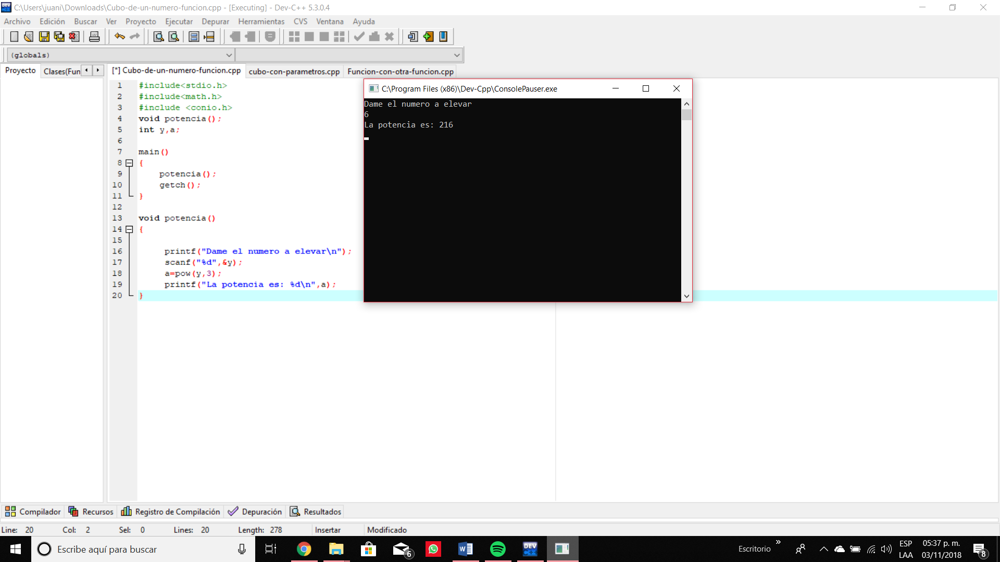 C:\Users\juani\Downloads\Cubo-de-un-numero-funcion.cpp - [Executing] - Dev-C++ 5.3.0.4
Archivo Edición Buscar Ver Proyecto Ejecutar Depurar Herramientas CVS Ventana Ayuda
(globals)
Proyecto Clases(Fun [*] Cubo-de-un-numero-funcion.cpp cubo-con-parametros.cpp Funcion-con-otra-funcion.cpp
1 #include<stdio.h>
2 #include<math.h>
3 #include <conio.h>
4 void potencia();
5 int y,a;
6
7 main()
8 {
9 potencia();
10 getch();
11 }
12
13 void potencia()
14 {
15
16 printf("Dame el numero a elevar\n");
17 scanf("%d",&y);
18 a=pow(y,3);
19 printf("La potencia es: %d\n",a);
20 }
C:\Program Files (x86)\Dev-Cpp\ConsolePauser.exe
Dame el numero a elevar
6
La potencia es: 216
Compilador Recursos Registro de Compilación Depuración Resultados
Line: 20 Col: 2 Sel: 0 Lines: 20 Length: 278 Insertar Modificado
Escribe aquí para buscar
6
DEV C++
Escritorio
ESP
LAA
05:37 p. m.
03/11/2018
8